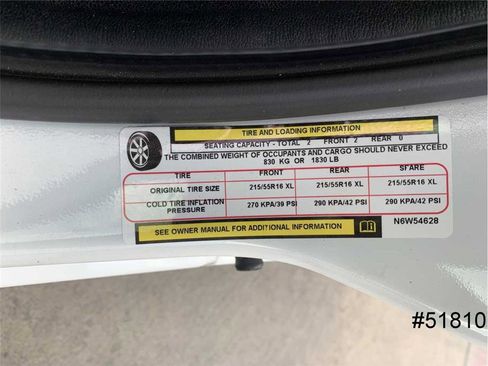 TIRE AND LOADING INFORMATION
SEATING CAPACITY - TOTAL 2 FRONT 2 REAR 0
THE COMBINED WEIGHT OF OCCUPANTS AND CARGO SHOULD NEVER EXCEED
830 KG OR 1830 LB
TIRE FRONT REAR SPARE
ORIGINAL TIRE SIZE 215/55R16 XL 215/55R16 XL 215/55R16 XL
COLD TIRE INFLATION PRESSURE 270 KPA/39 PSI 290 KPA/42 PSI 290 KPA/42 PSI
SEE OWNER MANUAL FOR ADDITIONAL INFORMATION
N6W54628
#51810